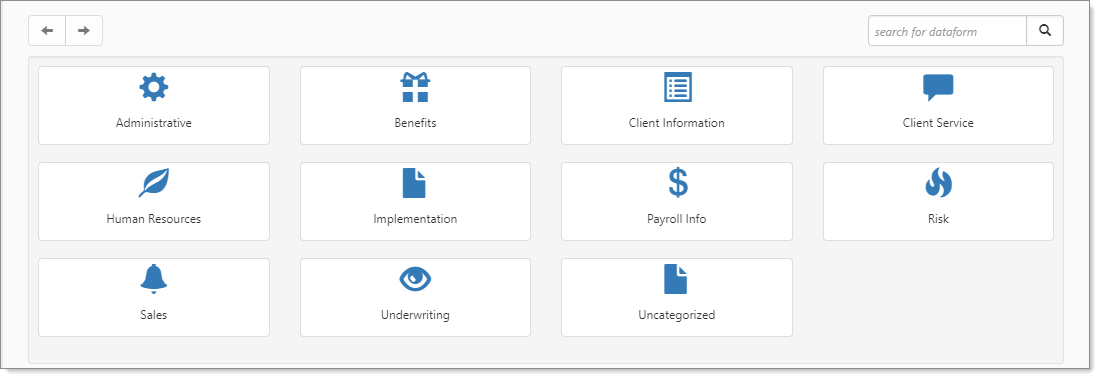 search for dataform
Administrative
Benefits
Client Information
Client Service
Human Resources
Implementation
Payroll Info
Risk
Sales
Underwriting
Uncategorized